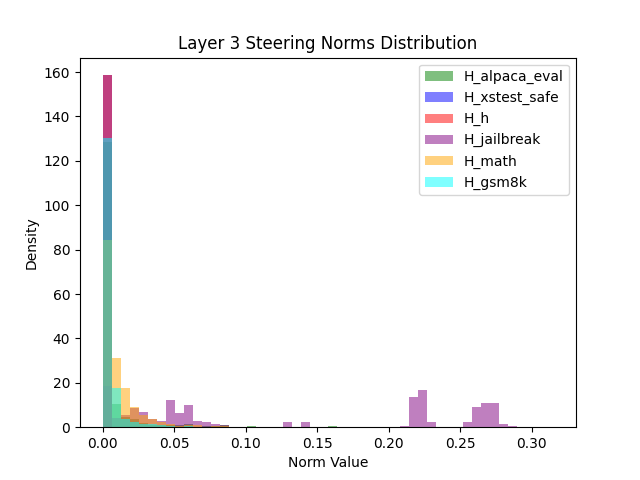 Layer 3 Steering Norms Distribution
160
140
120
100
80
60
40
20
0
Density
0.00 0.05 0.10 0.15 0.20 0.25 0.30
Norm Value
H_alpaca_eval
H_xstest_safe
H_h
H_jailbreak
H_math
H_gsm8k